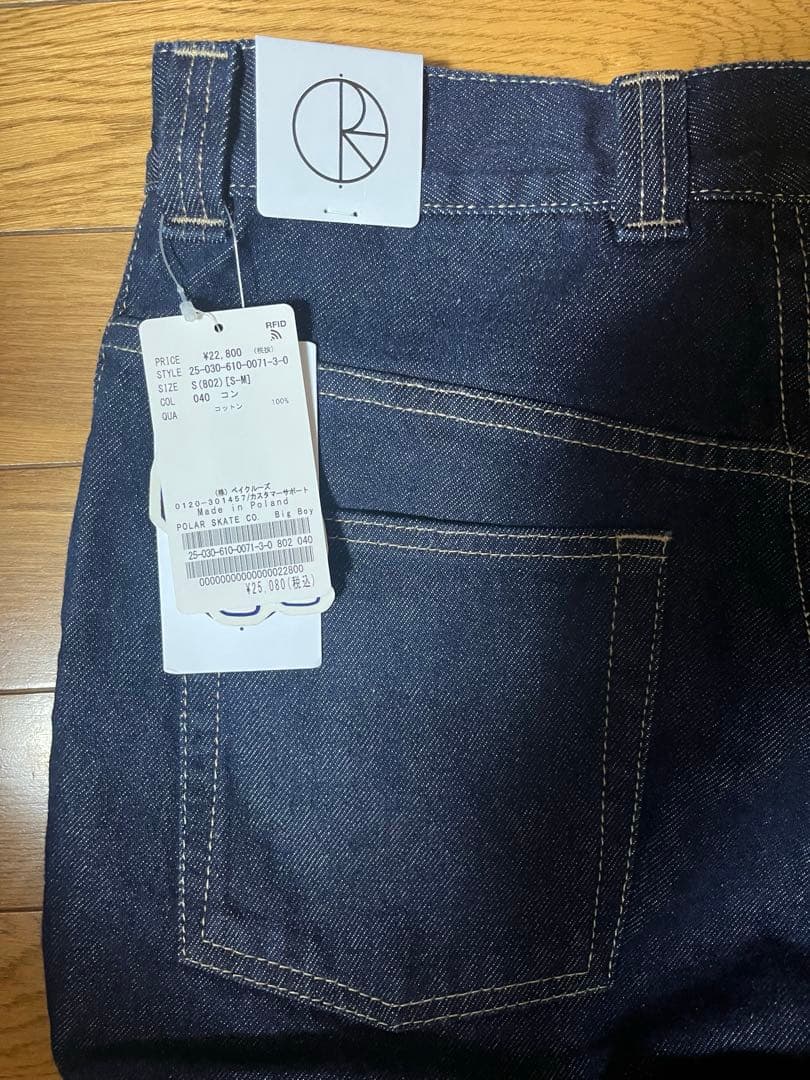 RFID
PRICE ¥22,800 (税抜)
STYLE 25-030-610-0071-3-0
SIZE S(802)[S-M]
COL 040 コン
QUA コットン 100%
(株)ベイクルーズ
0120-301457/カスタマーサポート
Made in Poland
POLAR SKATE CO. Big Boy
25-030-610-0071-3-0 802 040
0000000000000000022800
¥25,080(税込)